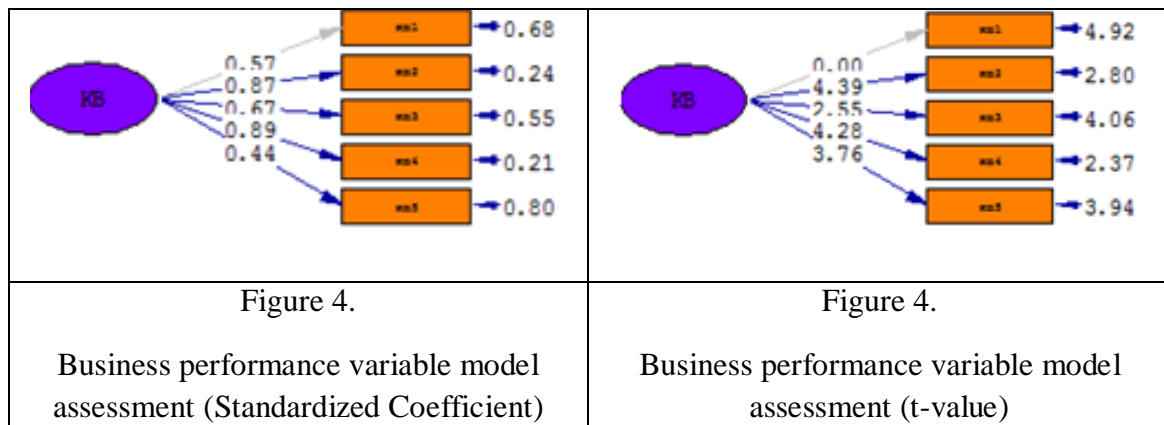 KB
0.57
0.87
0.67
0.89
0.44
0.68
0.24
0.55
0.21
0.80
KB
0.00
4.39
2.55
4.28
3.76
4.92
2.80
4.06
2.37
3.94
Figure 4.
Business performance variable model
assessment (Standardized Coefficient)
Figure 4.
Business performance variable model
assessment (t-value)